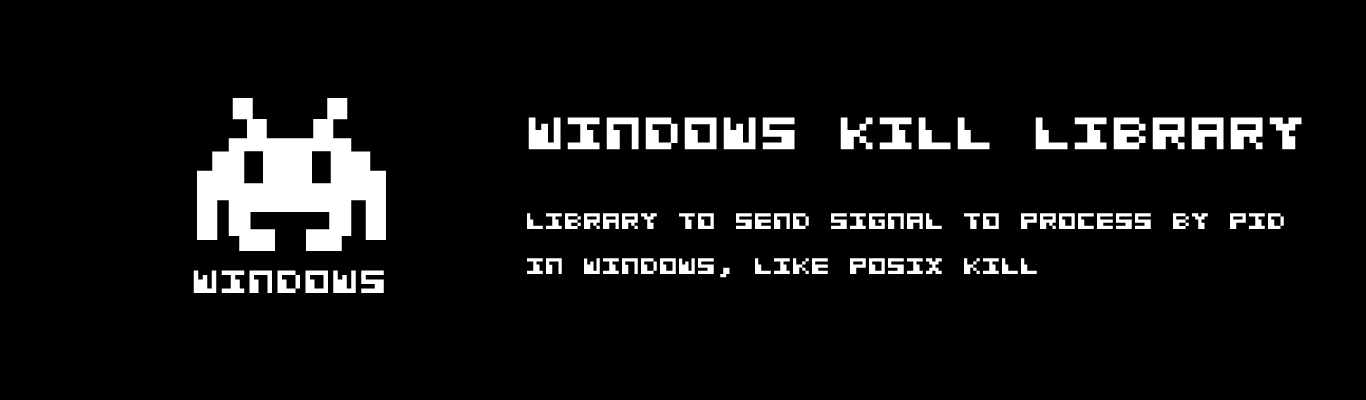 WINDOWS KILL LIBRARY
LIBRARY TO SEND SIGNAL TO PROCESS BY PID
IN WINDOWS, LIKE POSIX KILL
WINDOWS